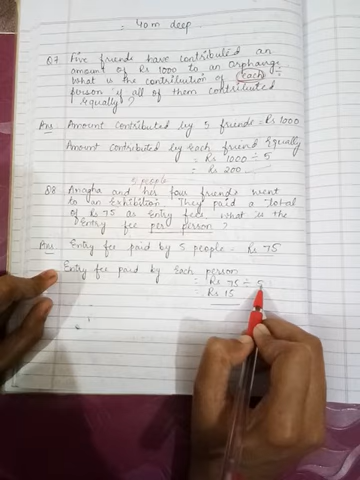 = 40m deep
Q7 Five friends have contributed an
amount of Rs 1000 to an Orphanage.
What is the contribution of each ÷
person if all of them contributed
equally?
Ans Amount contributed by 5 friends = Rs 1000
Amount contributed by Each friend Equally
= Rs 1000 ÷ 5
= Rs 200
5 people
Q8 Anagha and her four friends went
to an Exhibition. They paid a total
of Rs 75 as Entry fee. What is the
Entry fee per person?
Ans Entry fee paid by 5 people - Rs 75
Entry fee paid by Each person
= Rs 75 ÷ 5
Rs 15